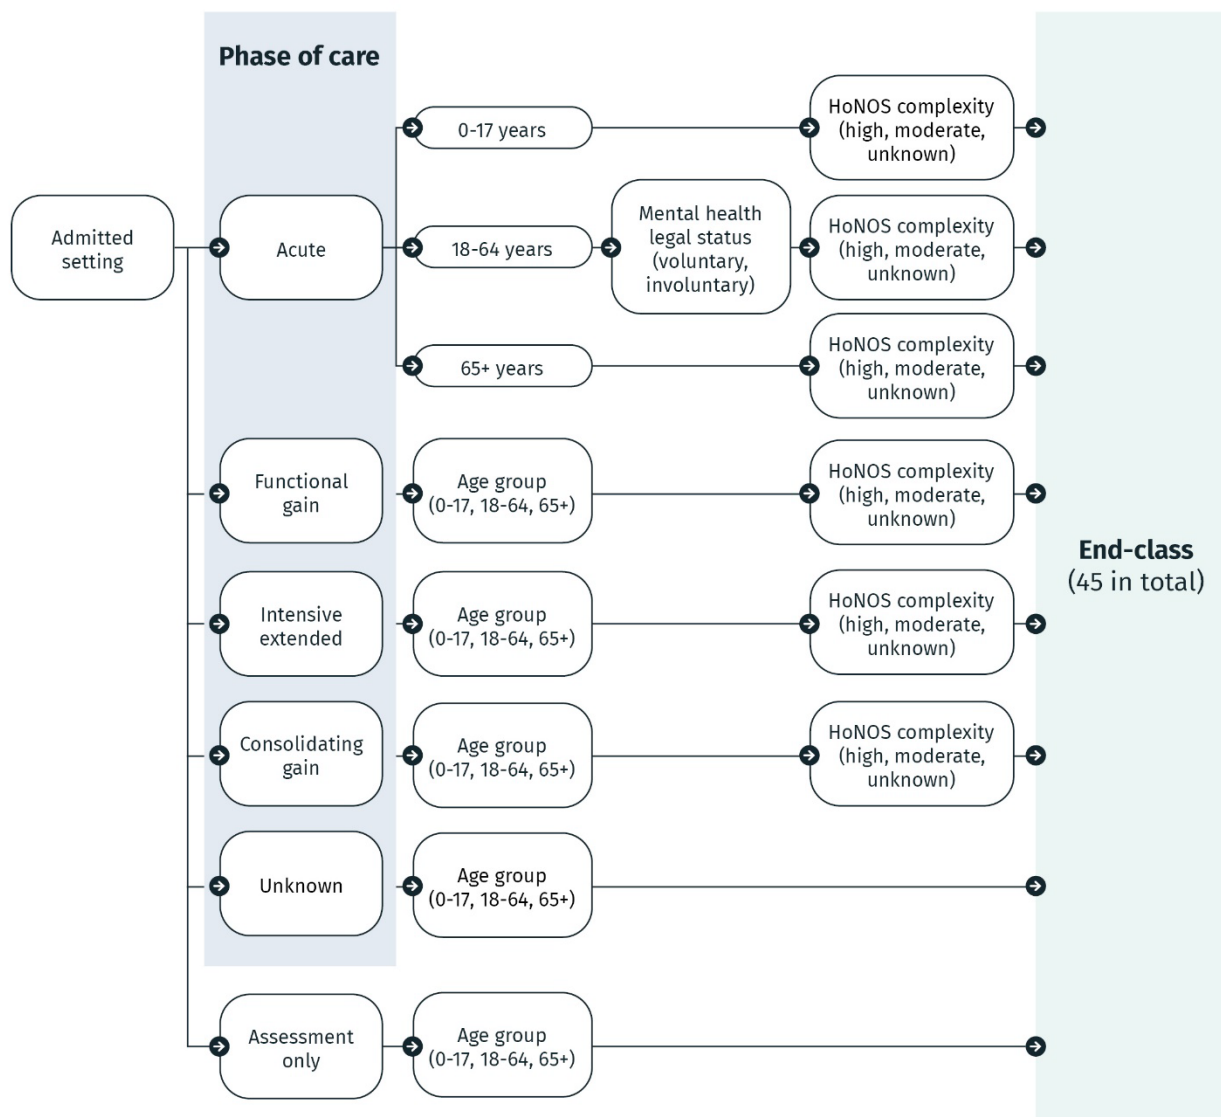 Phase of care
0-17 years
HoNOS complexity
(high, moderate,
unknown)
Admitted
setting
Acute
18-64 years
Mental health
legal status
(voluntary,
involuntary)
HoNOS complexity
(high, moderate,
unknown)
65+ years
HoNOS complexity
(high, moderate,
unknown)
Functional
gain
Age group
(0-17, 18-64, 65+)
HoNOS complexity
(high, moderate,
unknown)
Intensive
extended
Age group
(0-17, 18-64, 65+)
HoNOS complexity
(high, moderate,
unknown)
Consolidating
gain
Age group
(0-17, 18-64, 65+)
HoNOS complexity
(high, moderate,
unknown)
Unknown
Age group
(0-17, 18-64, 65+)
Assessment
only
Age group
(0-17, 18-64, 65+)
End-class
(45 in total)